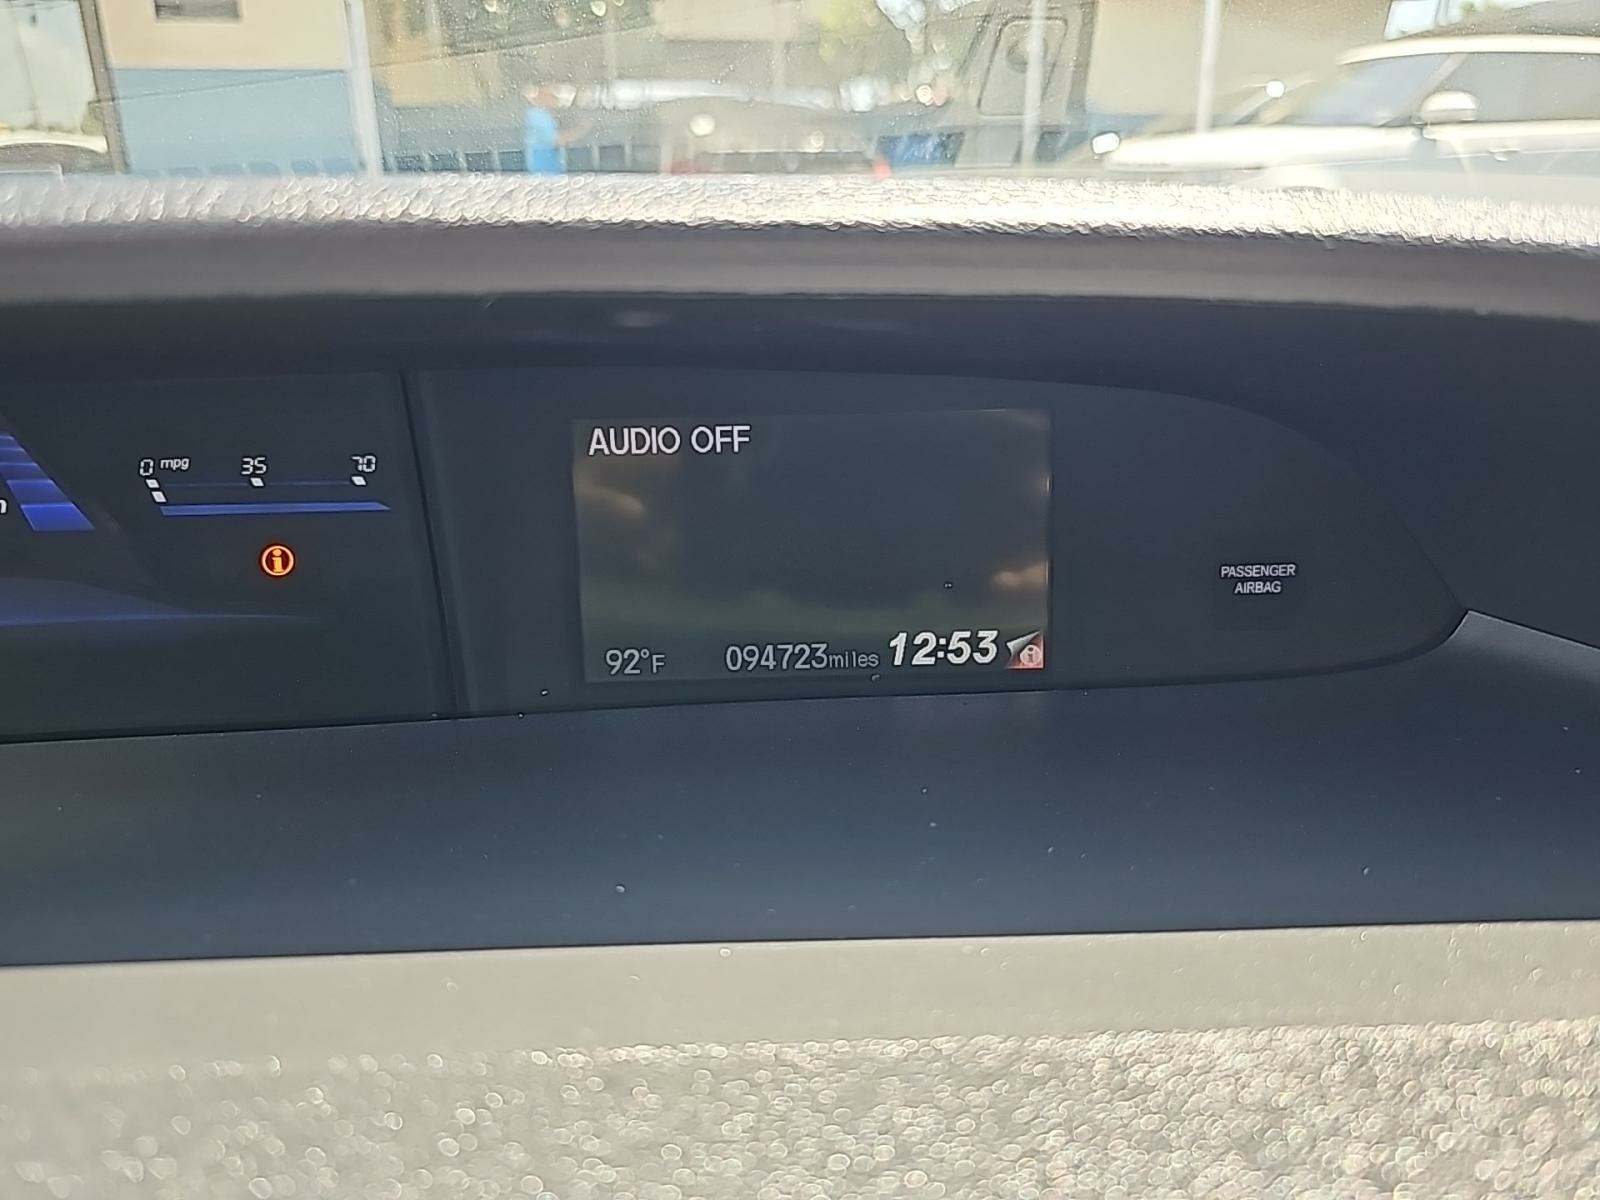 AUDIO OFF
0 mpg 35 70
PASSENGER
AIRBAG
92°F 094723miles 12:53